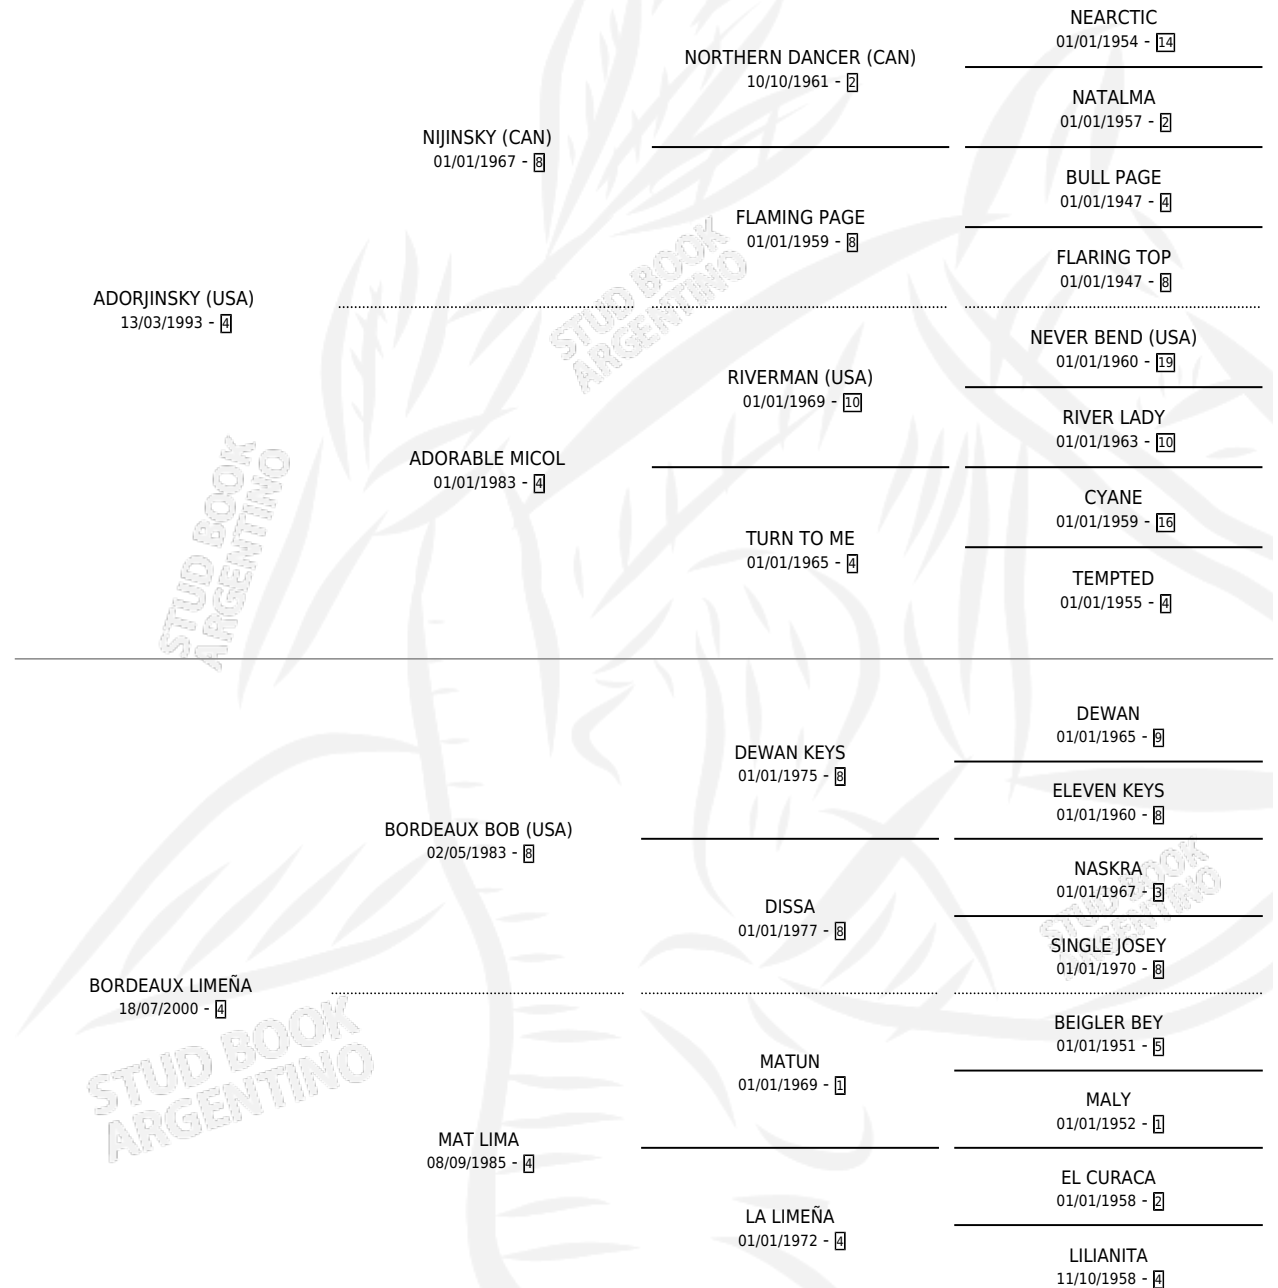 NEARCTIC
01/01/1954 - 14
NORTHERN DANCER (CAN)
10/10/1961 - 2
NATALMA
01/01/1957 - 2
NIJINSKY (CAN)
01/01/1967 - 8
BULL PAGE
01/01/1947 - 4
FLAMING PAGE
01/01/1959 - 8
FLARING TOP
01/01/1947 - 8
ADORJINSKY (USA)
13/03/1993 - 4
NEVER BEND (USA)
01/01/1960 - 19
RIVERMAN (USA)
01/01/1969 - 10
RIVER LADY
01/01/1963 - 10
ADORABLE MICOL
01/01/1983 - 4
CYANE
01/01/1959 - 16
TURN TO ME
01/01/1965 - 4
TEMPTED
01/01/1955 - 4
DEWAN
01/01/1965 - 9
DEWAN KEYS
01/01/1975 - 8
ELEVEN KEYS
01/01/1960 - 8
BORDEAUX BOB (USA)
02/05/1983 - 8
NASKRA
01/01/1967 - 3
DISSA
01/01/1977 - 8
SINGLE JOSEY
01/01/1970 - 8
BORDEAUX LIMEÑA
18/07/2000 - 4
BEIGLER BEY
01/01/1951 - 5
MATUN
01/01/1969 - 1
MALY
01/01/1952 - 1
MAT LIMA
08/09/1985 - 4
EL CURACA
01/01/1958 - 2
LA LIMEÑA
01/01/1972 - 4
LILIANITA
11/10/1958 - 4
STUD BOOK
ARGENTINO
STUD BOOK
ARGENTINO
STUD BOOK
ARGENTINO
STUD BOOK
ARGENTINO